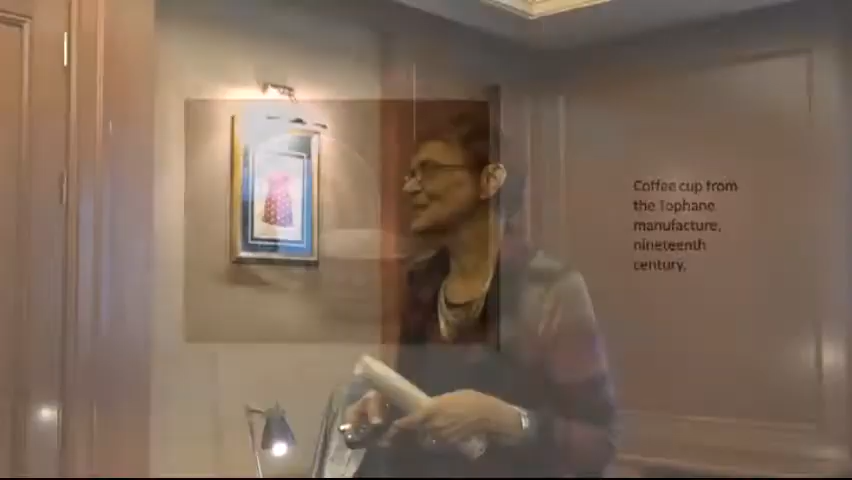 Coffee cup from
the Tophane
manufacture,
nineteenth
century,